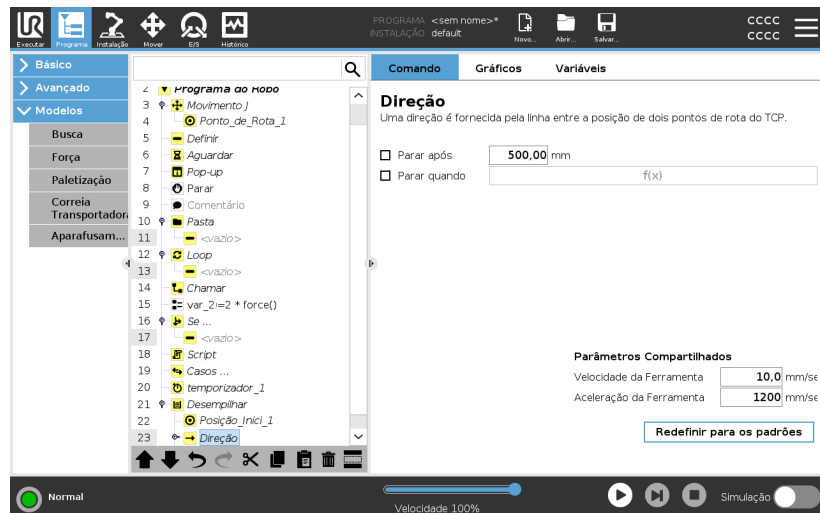 PROGRAMA <sem nome>*
INSTALAÇÃO default
Executar Programa Instalação Mover E/S Histórico Novo... Abrir... Salvar...
CCCC
CCCC
Básico
Avançado
Modelos
Busca
Força
Paletização
Correia
Transportadora
Aparafusam...
2 Programa do Robô
3 Movimento J
4 Ponto_de_Rota_1
5 Definir
6 Aguardar
7 Pop-up
8 Parar
9 Comentário
10 Pasta
11 <vazio>
12 Loop
13 <vazio>
14 Chamar
15 var_2:=2 * force()
16 Se ...
17 <vazio>
18 Script
19 Casos ...
20 temporizador_1
21 Desempilhar
22 Posição_Inici_1
23 Direção
Comando Gráficos Variáveis
Direção
Uma direção é fornecida pela linha entre a posição de dois pontos de rota do TCP.
Parar após 500,00 mm
Parar quando f(x)
Parâmetros Compartilhados
Velocidade da Ferramenta 10,0 mm/se
Aceleração da Ferramenta 1200 mm/se
Redefinir para os padrões
Normal
Velocidade 100%
Simulação